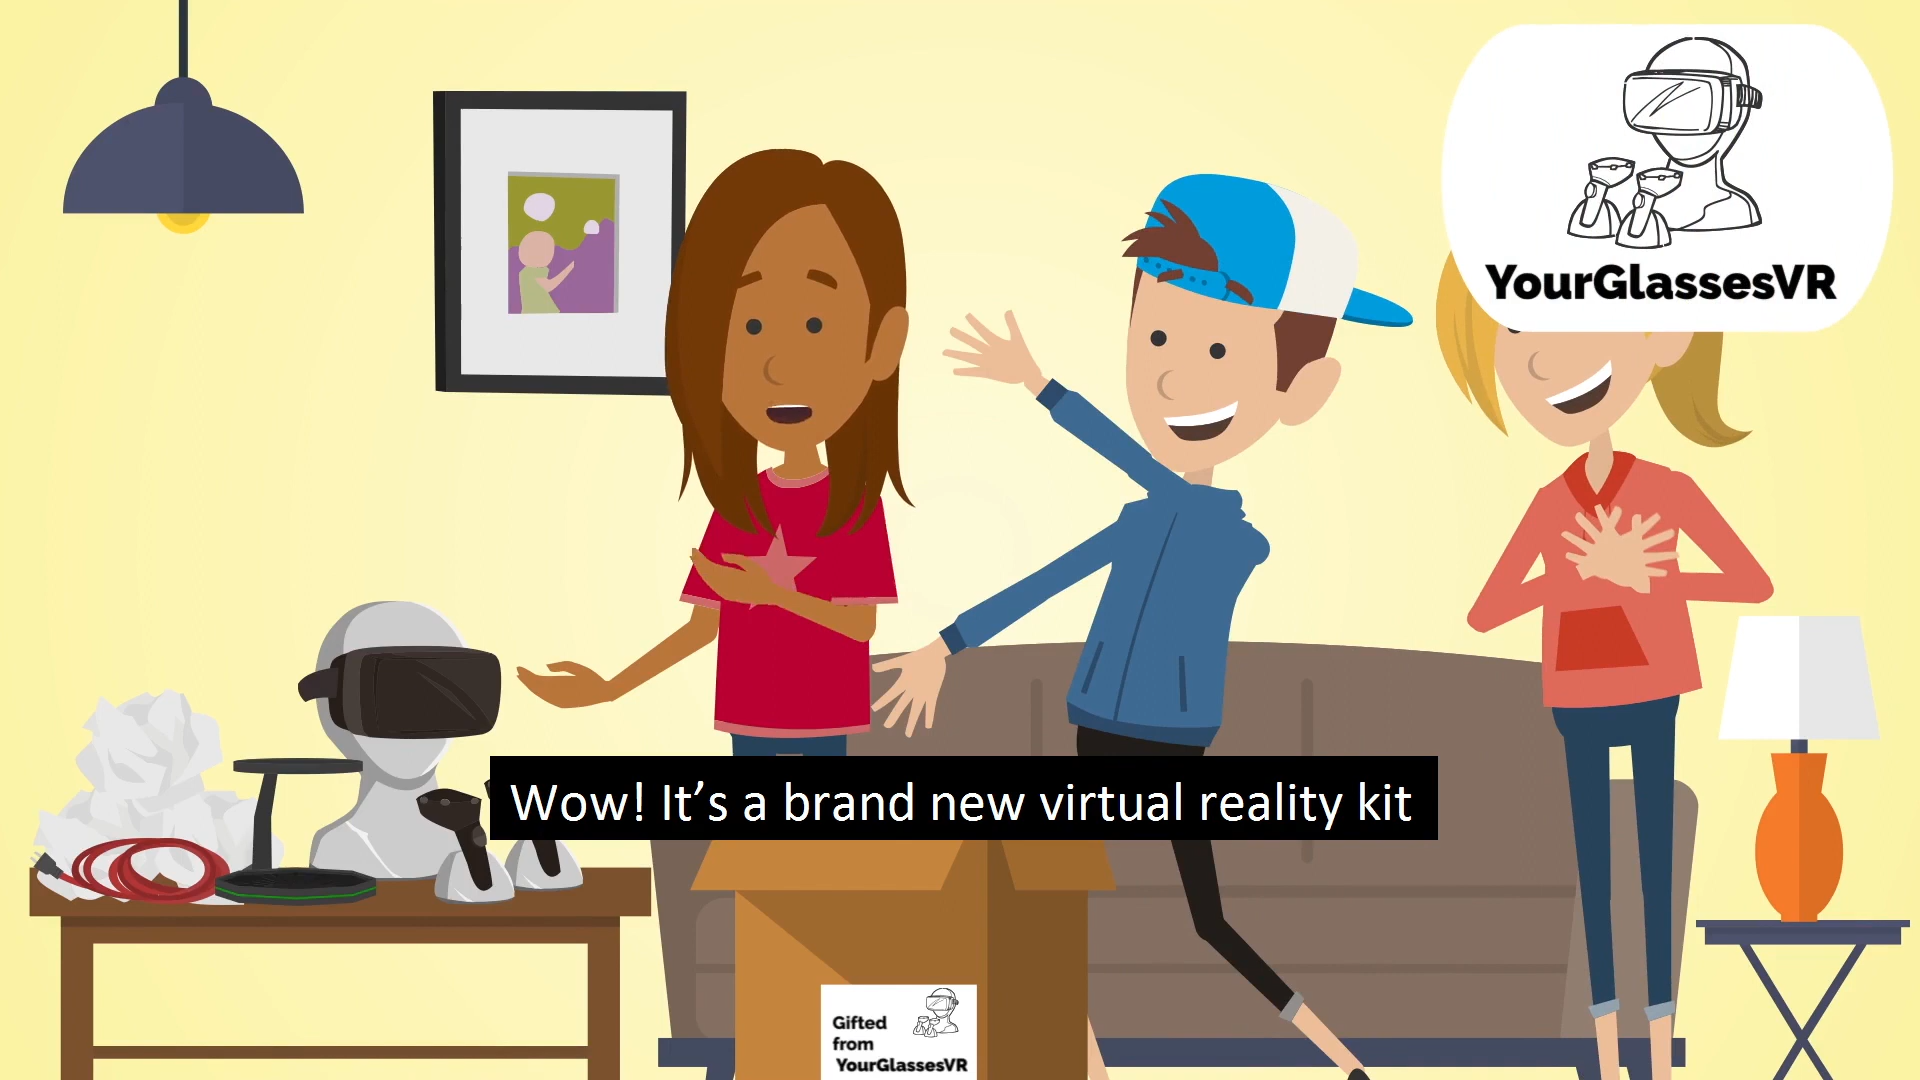 YourGlassesVR
Wow! It’s a brand new virtual reality kit
Gifted
from
YourGlassesVR